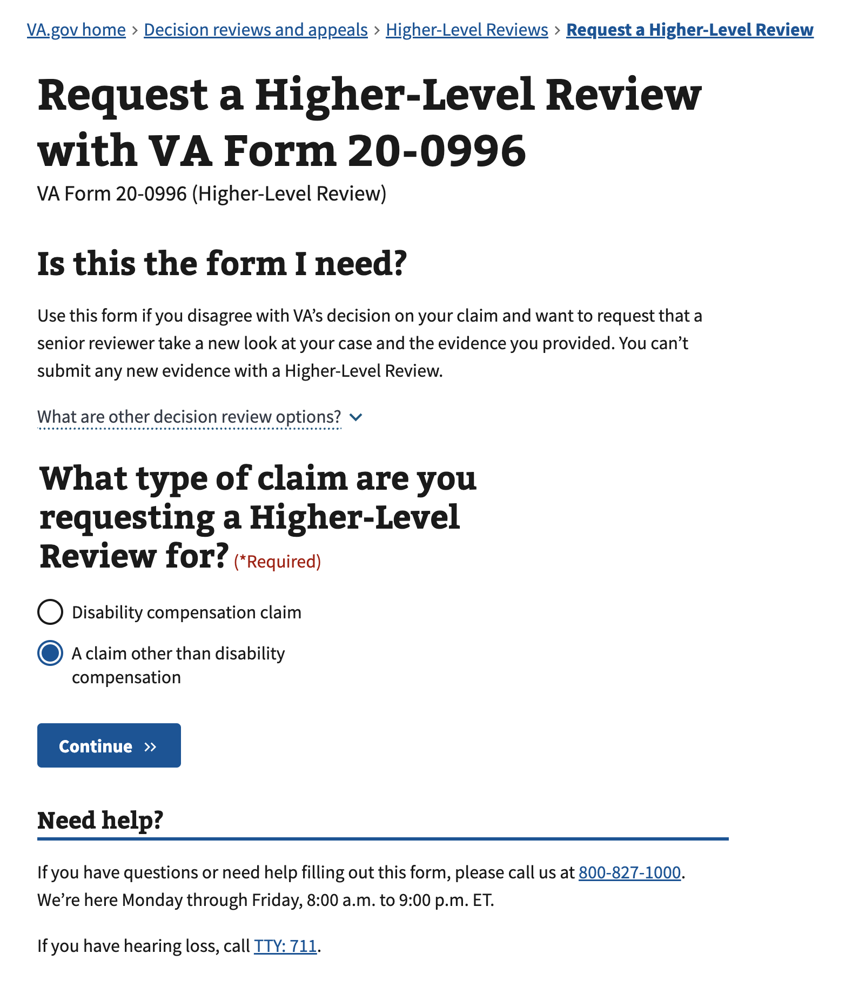 VA.gov home > Decision reviews and appeals > Higher-Level Reviews > Request a Higher-Level Review
Request a Higher-Level Review
with VA Form 20-0996
VA Form 20-0996 (Higher-Level Review)
Is this the form I need?
Use this form if you disagree with VA’s decision on your claim and want to request that a
senior reviewer take a new look at your case and the evidence you provided. You can’t
submit any new evidence with a Higher-Level Review.
What are other decision review options?
What type of claim are you
requesting a Higher-Level
Review for? (*Required)
Disability compensation claim
A claim other than disability
compensation
Continue »
Need help?
If you have questions or need help filling out this form, please call us at 800-827-1000.
We’re here Monday through Friday, 8:00 a.m. to 9:00 p.m. ET.
If you have hearing loss, call TTY: 711.